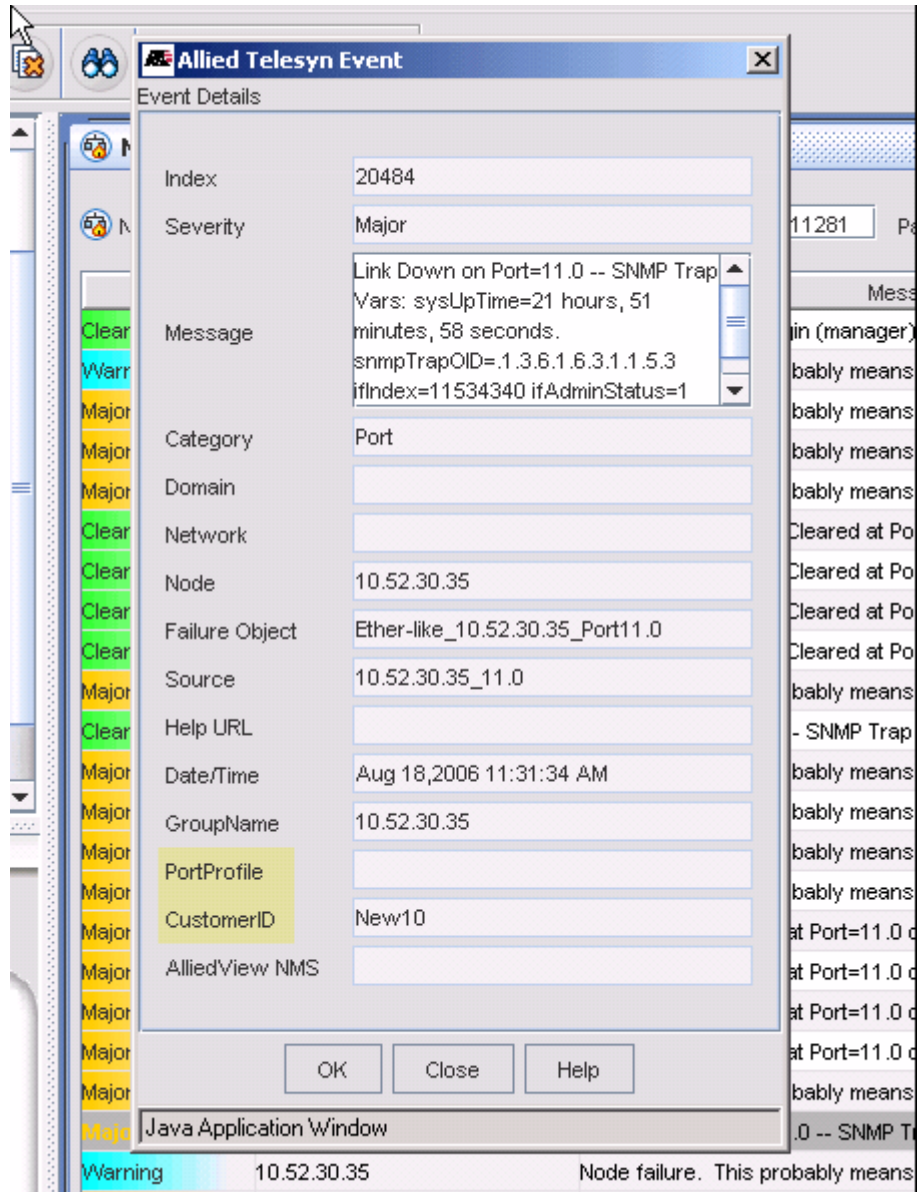 Allied Telesyn Event
Event Details
Index 20484
Severity Major
Message
Link Down on Port=11.0 -- SNMP Trap
Vars: sysUpTime=21 hours, 51
minutes, 58 seconds.
snmpTrapOID=.1.3.6.1.6.3.1.1.5.3
ifIndex=11534340 ifAdminStatus=1
Category Port
Domain
Network
Node 10.52.30.35
Failure Object Ether-like_10.52.30.35_Port11.0
Source 10.52.30.35_11.0
Help URL
Date/Time Aug 18,2006 11:31:34 AM
GroupName 10.52.30.35
PortProfile
CustomerID New10
AlliedView NMS
OK Close Help
Java Application Window
11281
Mess
Clear
Warr bably means
Major bably means
Major bably means
Major bably means
Clear Cleared at Po
Clear Cleared at Po
Clear Cleared at Po
Clear Cleared at Po
Major bably means
Clear - SNMP Trap
Major bably means
Major bably means
Major bably means
Major bably means
Major at Port=11.0
Major at Port=11.0
Major at Port=11.0
Major at Port=11.0
Major bably means
Majo .0 -- SNMP
Warning 10.52.30.35 Node failure. This probably means